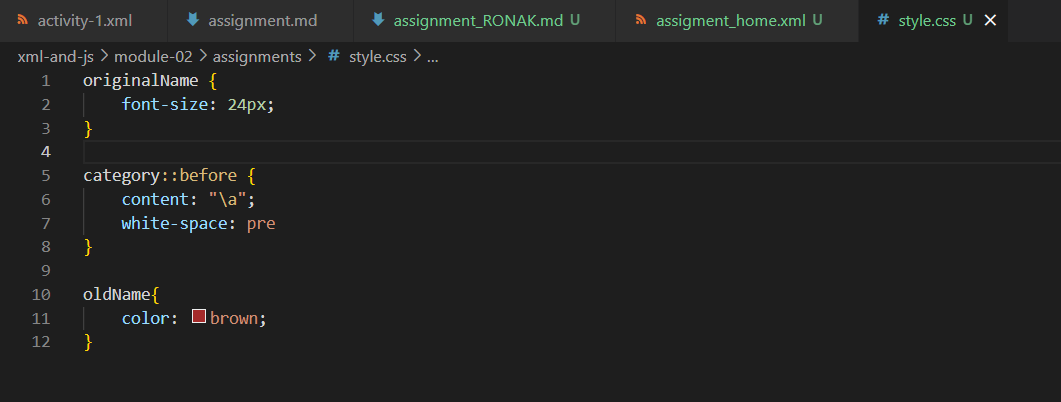 activity-1.xml assignment.md assignment_RONAK.md U assigment_home.xml U # style.css U ×
xml-and-js > module-02 > assignments > # style.css > ...
1 originalName {
2     font-size: 24px;
3 }
4
5 category::before {
6     content: "\a";
7     white-space: pre
8 }
9
10 oldName{
11     color: brown;
12 }